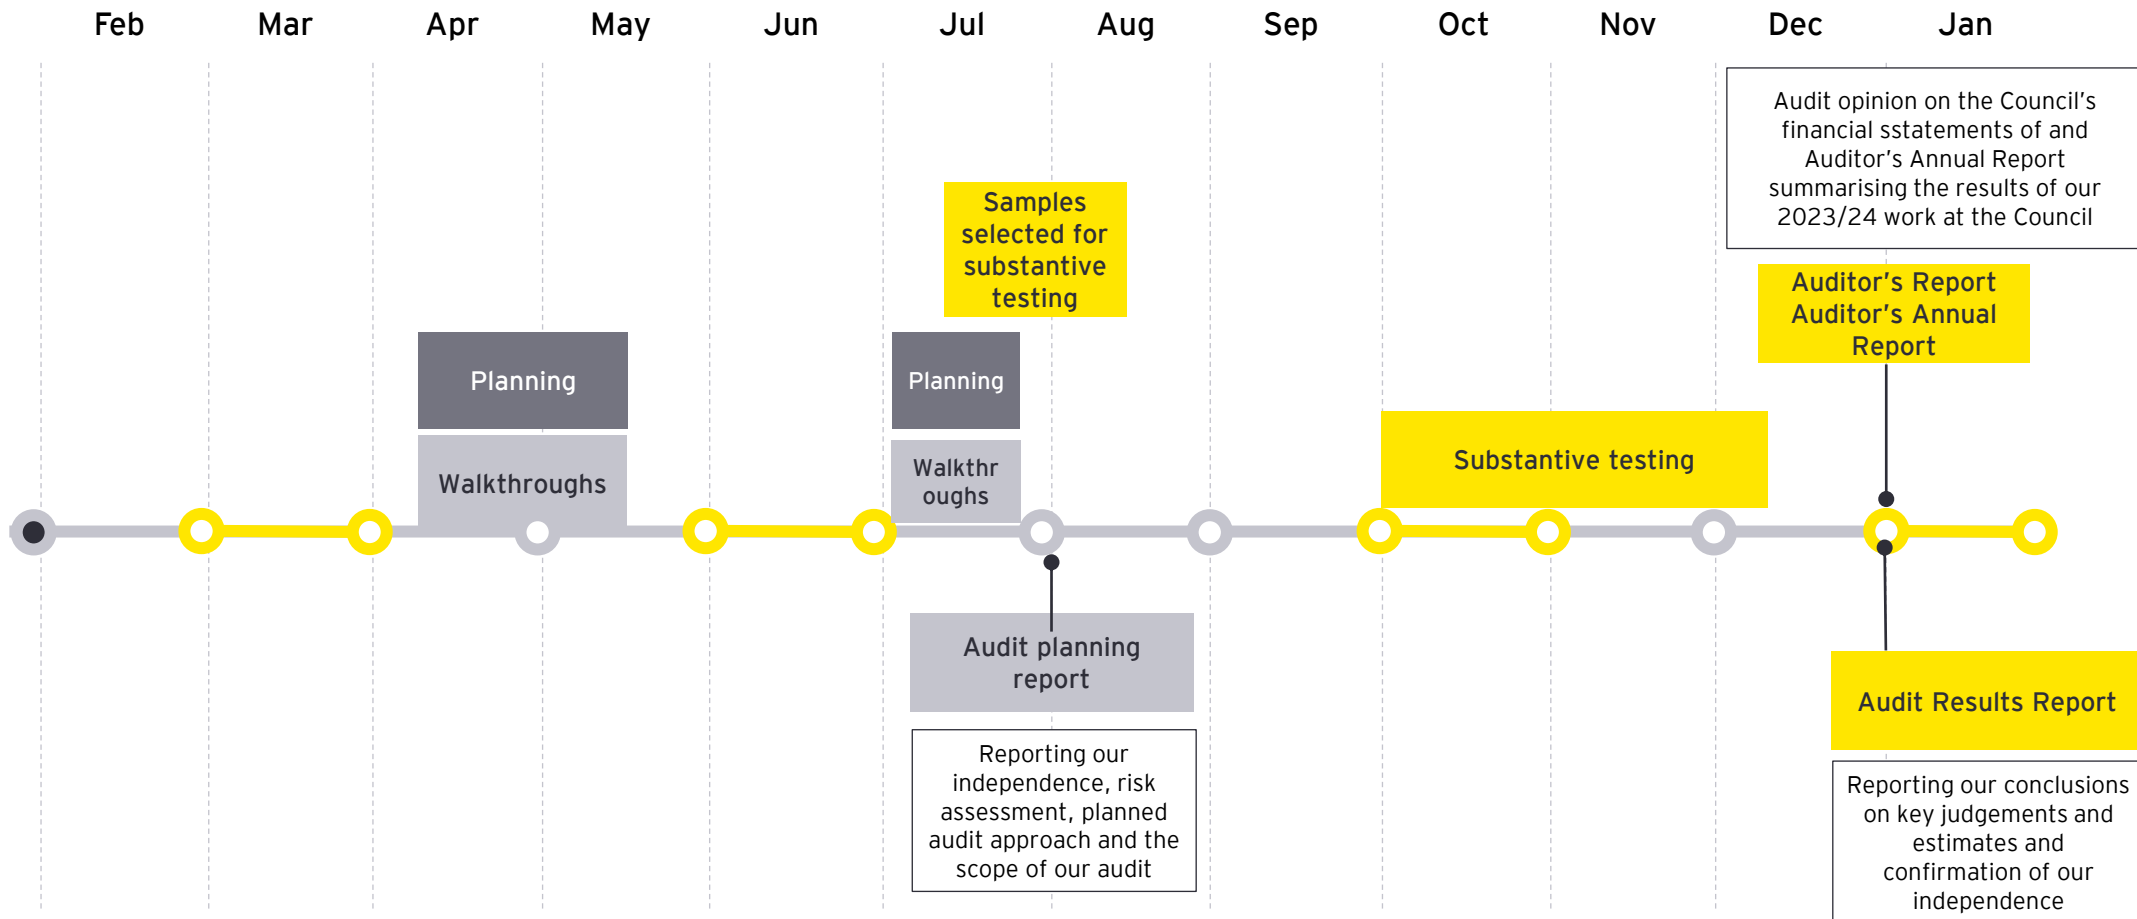 Feb Mar Apr May Jun Jul Aug Sep Oct Nov Dec Jan
Audit opinion on the Council's
financial sstatements of and
Auditor's Annual Report
summarising the results of our
2023/24 work at the Council
Samples
selected for
substantive
testing
Auditor's Report
Auditor's Annual
Report
Planning
Planning
Walkthroughs
Walkthr
oughs
Substantive testing
Audit planning
report
Reporting our
independence, risk
assessment, planned
audit approach and the
scope of our audit
Audit Results Report
Reporting our conclusions
on key judgements and
estimates and
confirmation of our
independence